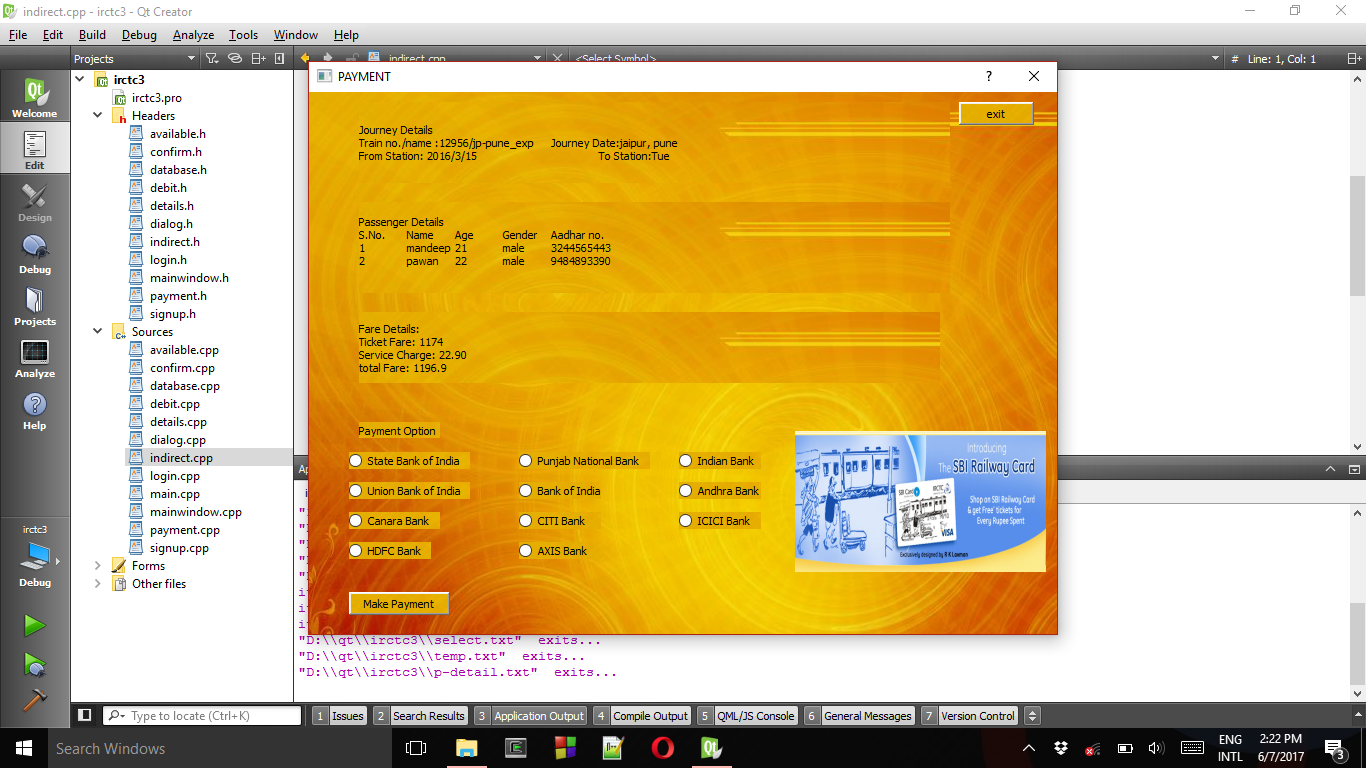 indirect.cpp - irctc3 - Qt Creator
File Edit Build Debug Analyze Tools Window Help
Projects
indirect.cpp
<Select Symbol>
# Line: 1, Col: 1
Welcome
Edit
Design
Debug
Projects
Analyze
Help
irctc3
Debug
irctc3
irctc3.pro
Headers
available.h
confirm.h
database.h
debit.h
details.h
dialog.h
indirect.h
login.h
mainwindow.h
payment.h
signup.h
Sources
available.cpp
confirm.cpp
database.cpp
debit.cpp
details.cpp
dialog.cpp
indirect.cpp
login.cpp
main.cpp
mainwindow.cpp
payment.cpp
signup.cpp
Forms
Other files
PAYMENT
?
exit
Journey Details
Train no./name :12956/jp-pune_exp Journey Date:jaipur, pune
From Station: 2016/3/15 To Station:Tue
Passenger Details
S.No. Name Age Gender Aadhar no.
1 mandeep 21 male 3244565443
2 pawan 22 male 9484893390
Fare Details:
Ticket Fare: 1174
Service Charge: 22.90
total Fare: 1196.9
Payment Option
State Bank of India Punjab National Bank Indian Bank
Union Bank of India Bank of India Andhra Bank
Canara Bank CITI Bank ICICI Bank
HDFC Bank AXIS Bank
Make Payment
Introducing
The SBI Railway Card
SBI Card IRCTC
Shop on SBI Railway Card
& get Free* tickets for
Every Rupee Spent
VISA
Exclusively designed by R K Laxman
"D:\\qt\\irctc3\\select.txt" exits...
"D:\\qt\\irctc3\\temp.txt" exits...
"D:\\qt\\irctc3\\p-detail.txt" exits...
Type to locate (Ctrl+K)
1 Issues 2 Search Results 3 Application Output 4 Compile Output 5 QML/JS Console 6 General Messages 7 Version Control
Search Windows
ENG
INTL
2:22 PM
6/7/2017
3